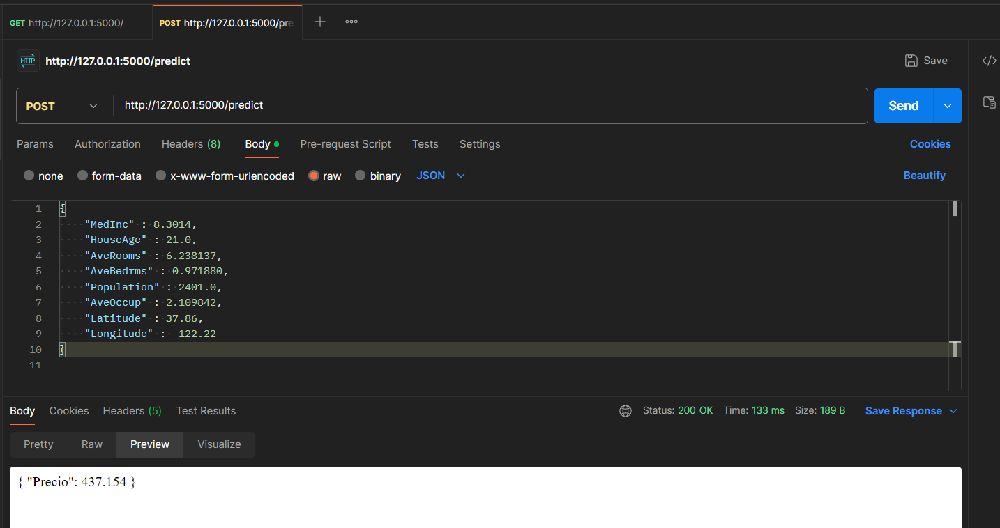 GET http://127.0.0.1:5000/ POST http://127.0.0.1:5000/pre
HTTP http://127.0.0.1:5000/predict Save </>
POST http://127.0.0.1:5000/predict Send
Params Authorization Headers (8) Body Pre-request Script Tests Settings Cookies
none form-data x-www-form-urlencoded raw binary JSON Beautify
1 {
2 "MedInc" : 8.3014,
3 "HouseAge" : 21.0,
4 "AveRooms" : 6.238137,
5 "AveBedrms" : 0.971880,
6 "Population" : 2401.0,
7 "AveOccup" : 2.109842,
8 "Latitude" : 37.86,
9 "Longitude" : -122.22
10 }
11
Body Cookies Headers (5) Test Results Status: 200 OK Time: 133 ms Size: 189 B Save Response
Pretty Raw Preview Visualize
{ "Precio": 437.154 }